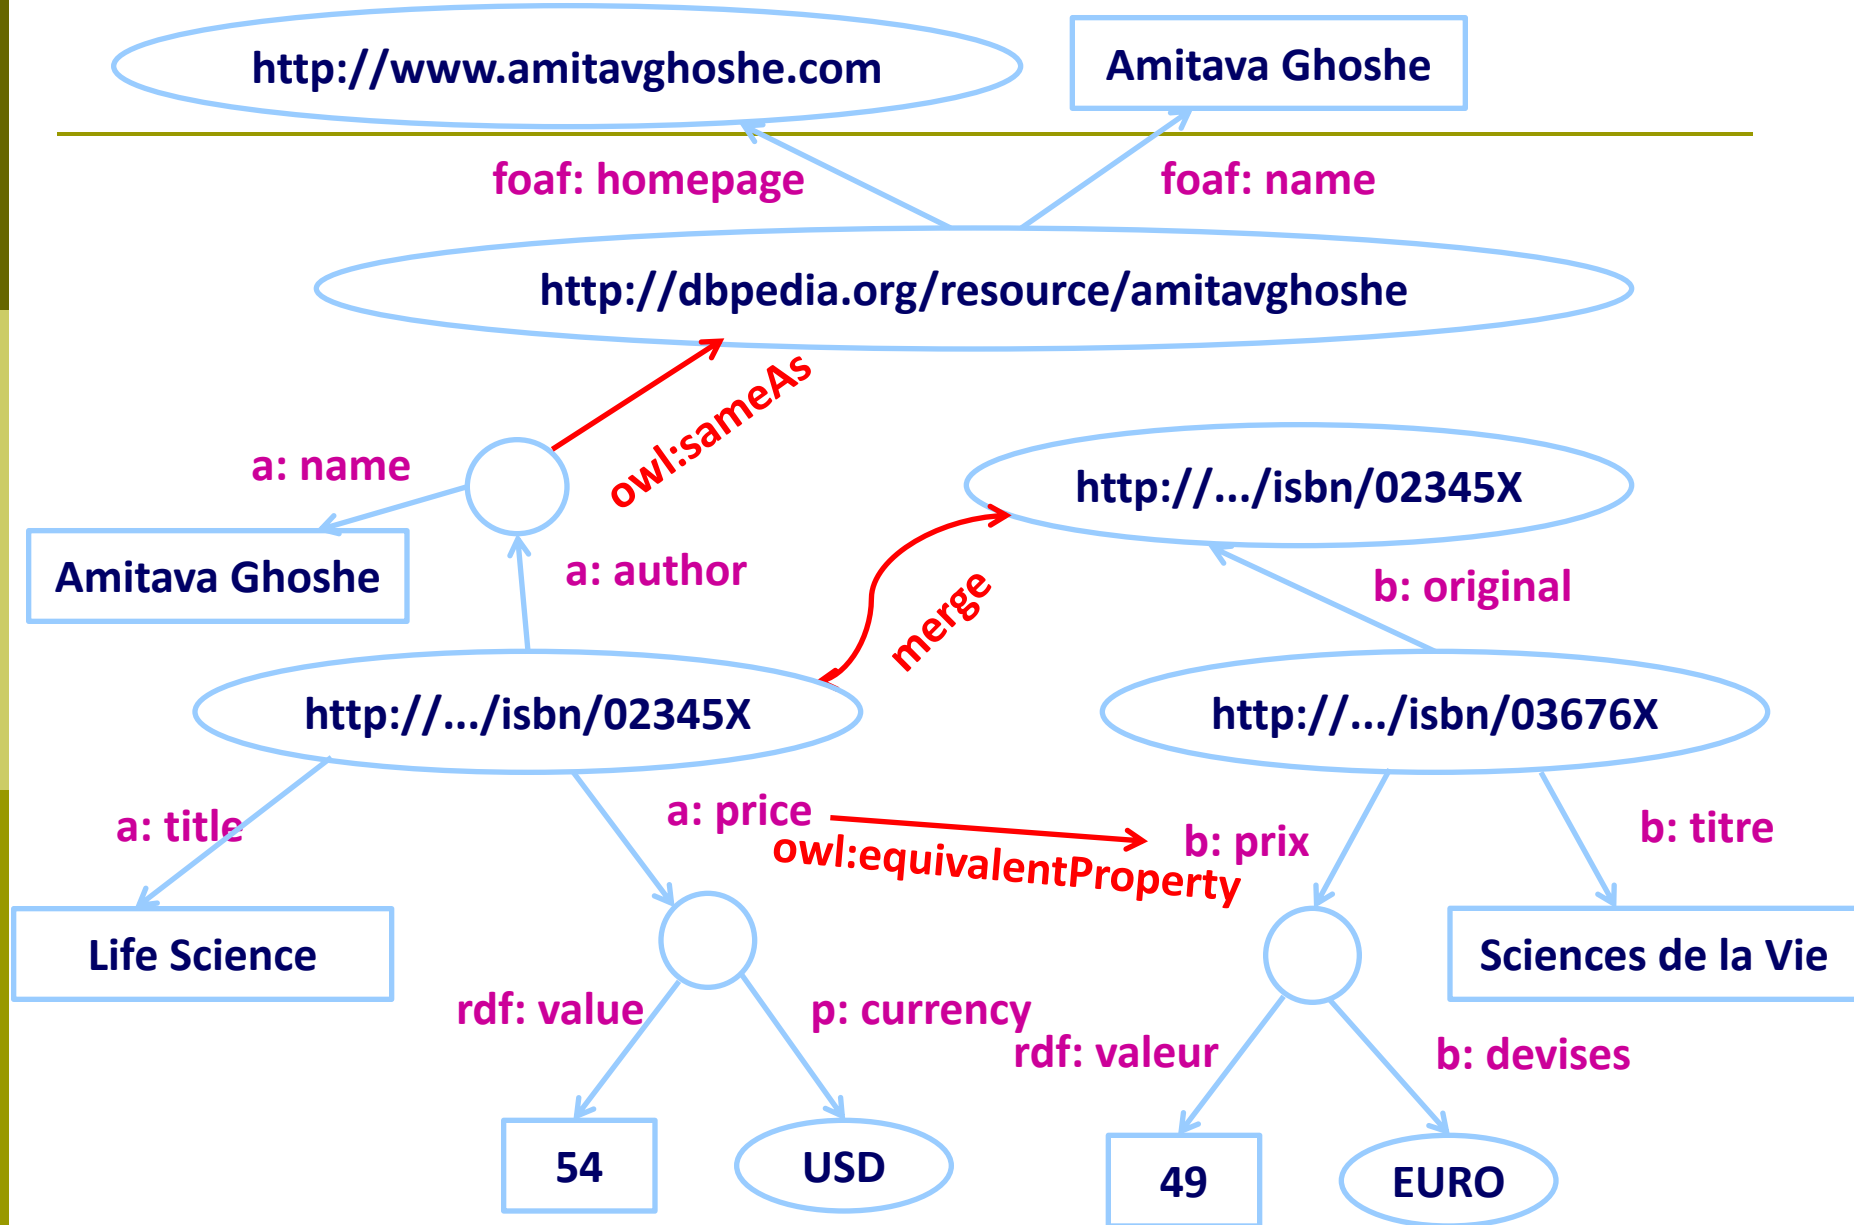 http://www.amitavghoshe.com
Amitava Ghoshe
foaf: homepage
foaf: name
http://dbpedia.org/resource/amitavghoshe
owl:sameAs
a: name
http://.../isbn/02345X
Amitava Ghoshe
a: author
merge
b: original
http://.../isbn/02345X
http://.../isbn/03676X
a: title
a: price
owl:equivalentProperty
b: prix
b: titre
Life Science
Sciences de la Vie
rdf: value
p: currency
rdf: valeur
b: devises
54
USD
49
EURO